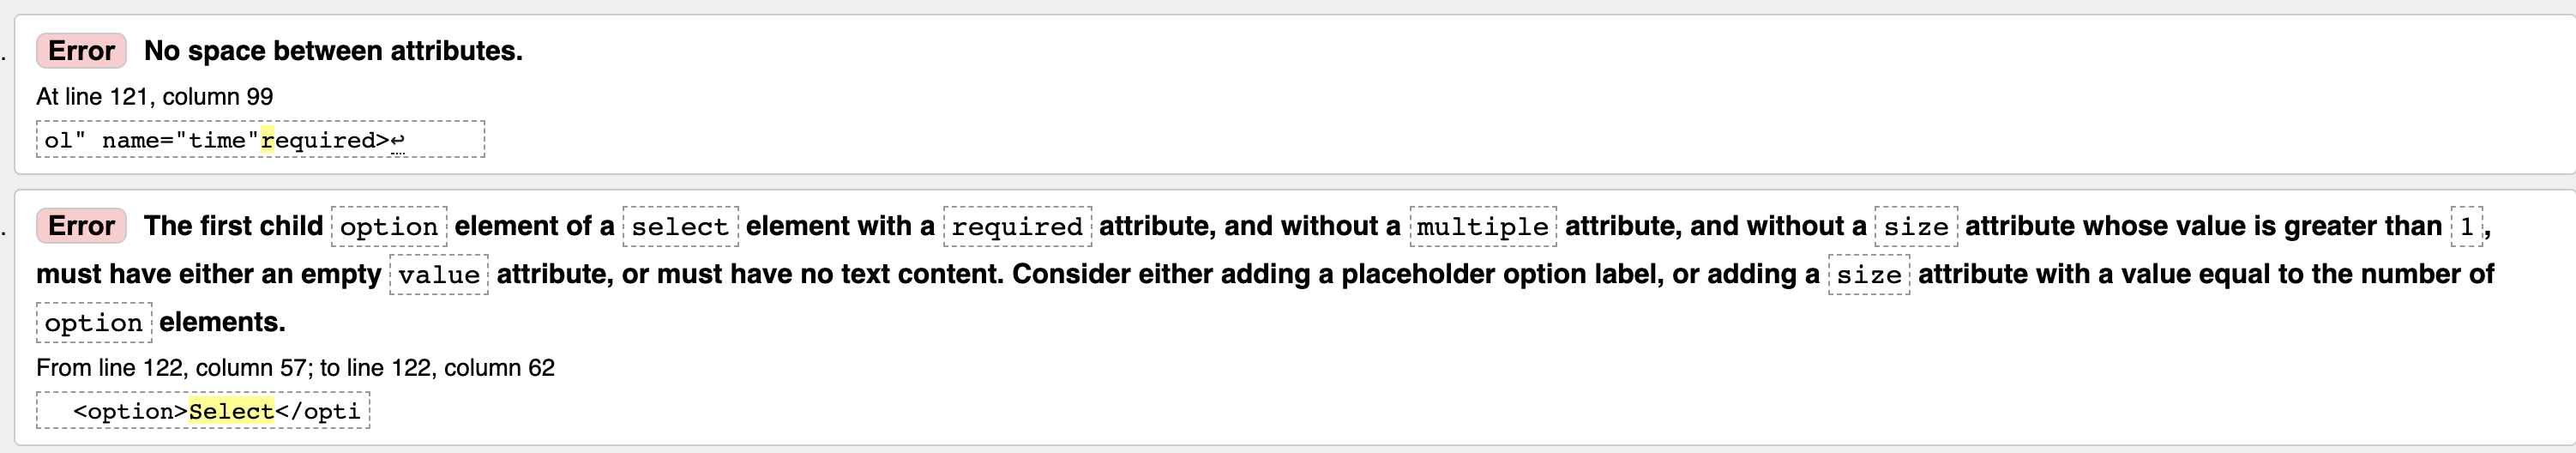 Error No space between attributes.
At line 121, column 99
ol" name="time"required>↩
Error The first child option element of a select element with a required attribute, and without a multiple attribute, and without a size attribute whose value is greater than 1,
must have either an empty value attribute, or must have no text content. Consider either adding a placeholder option label, or adding a size attribute with a value equal to the number of
option elements.
From line 122, column 57; to line 122, column 62
<option>Select</opti